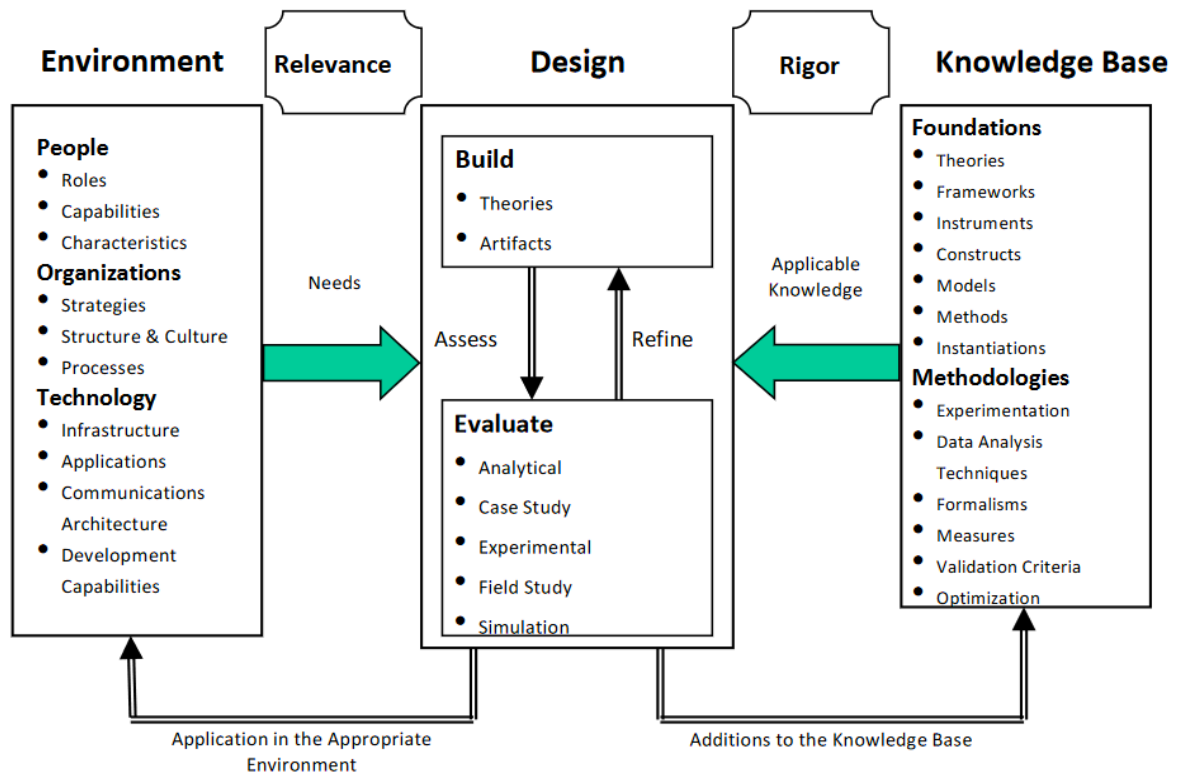 Environment
Relevance
Design
Rigor
Knowledge Base
People
• Roles
• Capabilities
• Characteristics
Organizations
• Strategies
• Structure & Culture
• Processes
Technology
• Infrastructure
• Applications
• Communications
Architecture
• Development
Capabilities
Needs
Build
• Theories
• Artifacts
Assess
Refine
Evaluate
• Analytical
• Case Study
• Experimental
• Field Study
• Simulation
Applicable
Knowledge
Foundations
• Theories
• Frameworks
• Instruments
• Constructs
• Models
• Methods
• Instantiations
Methodologies
• Experimentation
• Data Analysis
Techniques
• Formalisms
• Measures
• Validation Criteria
• Optimization
Application in the Appropriate
Environment
Additions to the Knowledge Base